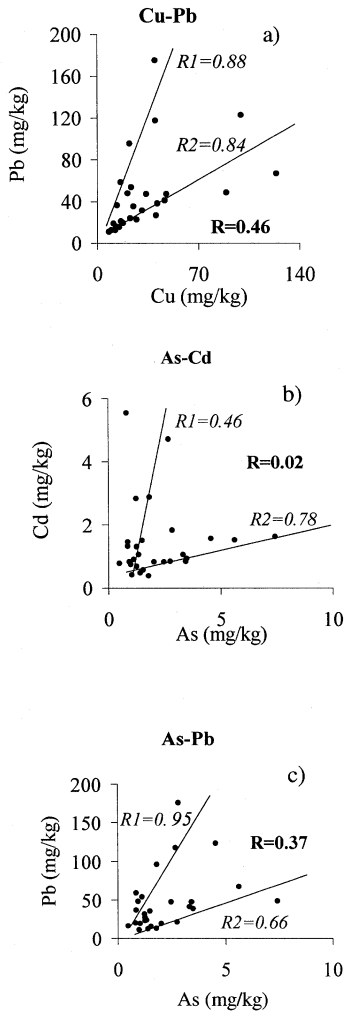 Cu-Pb
a)
200
R1=0.88
160
120
R2=0.84
80
40
R=0.46
0
0 70 140
Pb (mg/kg)
Cu (mg/kg)
As-Cd
b)
6
R1=0.46
4
R=0.02
R2=0.78
2
0
0 5 10
Cd (mg/kg)
As (mg/kg)
As-Pb
c)
200
R1=0.95
150
R=0.37
100
50
R2=0.66
0
0 5 10
Pb (mg/kg)
As (mg/kg)